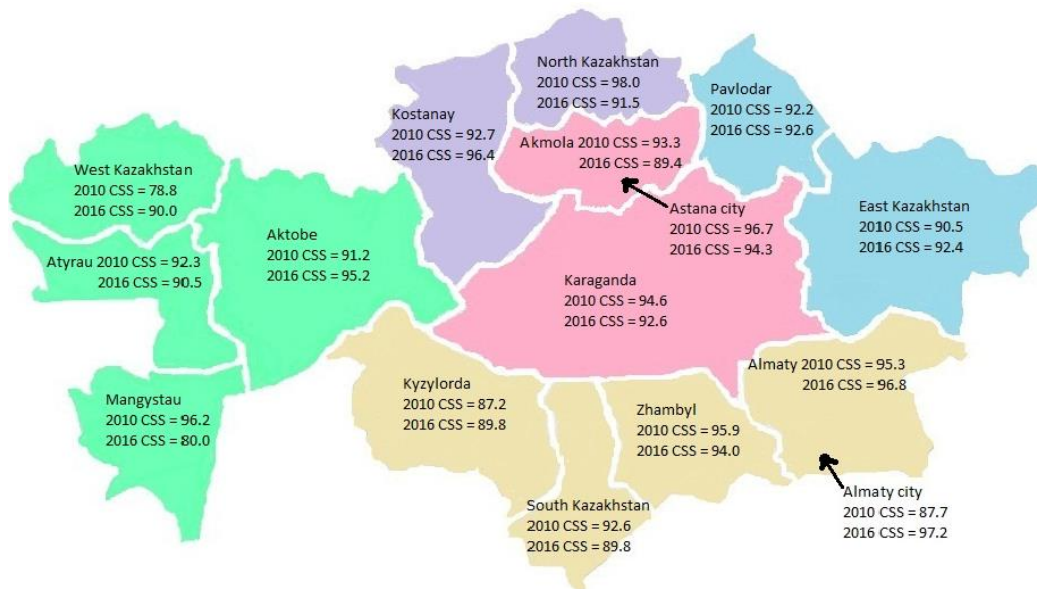 North Kazakhstan
2010 CSS = 98.0
2016 CSS = 91.5
Pavlodar
2010 CSS = 92.2
2016 CSS = 92.6
Kostanay
2010 CSS = 92.7
2016 CSS = 96.4
Akmola 2010 CSS = 93.3
2016 CSS = 89.4
West Kazakhstan
2010 CSS = 78.8
2016 CSS = 90.0
Astana city
2010 CSS = 96.7
2016 CSS = 94.3
East Kazakhstan
2010 CSS = 90.5
2016 CSS = 92.4
Aktobe
2010 CSS = 91.2
2016 CSS = 95.2
Atyrau 2010 CSS = 92.3
2016 CSS = 90.5
Karaganda
2010 CSS = 94.6
2016 CSS = 92.6
Almaty 2010 CSS = 95.3
2016 CSS = 96.8
Kyzylorda
2010 CSS = 87.2
2016 CSS = 89.8
Mangystau
2010 CSS = 96.2
2016 CSS = 80.0
Zhambyl
2010 CSS = 95.9
2016 CSS = 94.0
Almaty city
2010 CSS = 87.7
2016 CSS = 97.2
South Kazakhstan
2010 CSS = 92.6
2016 CSS = 89.8